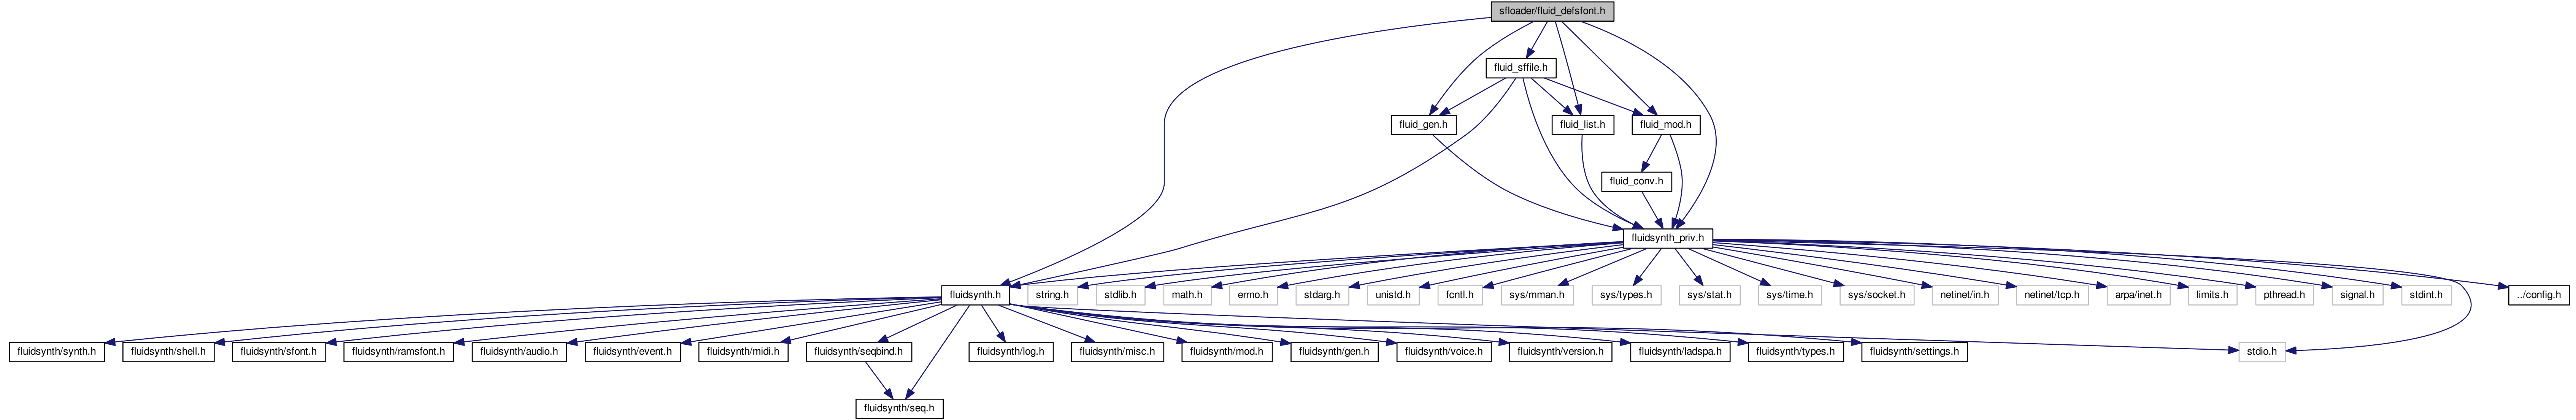 sfloader/fluid_defsfont.h
fluid_sffile.h
fluid_gen.h
fluid_list.h
fluid_mod.h
fluid_conv.h
fluidsynth_priv.h
fluidsynth.h
string.h
stdlib.h
math.h
errno.h
stdarg.h
unistd.h
fcntl.h
sys/mman.h
sys/types.h
sys/stat.h
sys/time.h
sys/socket.h
netinet/in.h
netinet/tcp.h
arpa/inet.h
limits.h
pthread.h
signal.h
stdint.h
../config.h
fluidsynth/synth.h
fluidsynth/shell.h
fluidsynth/sfont.h
fluidsynth/ramsfont.h
fluidsynth/audio.h
fluidsynth/event.h
fluidsynth/midi.h
fluidsynth/seqbind.h
fluidsynth/log.h
fluidsynth/misc.h
fluidsynth/mod.h
fluidsynth/gen.h
fluidsynth/voice.h
fluidsynth/version.h
fluidsynth/ladspa.h
fluidsynth/types.h
fluidsynth/settings.h
stdio.h
fluidsynth/seq.h